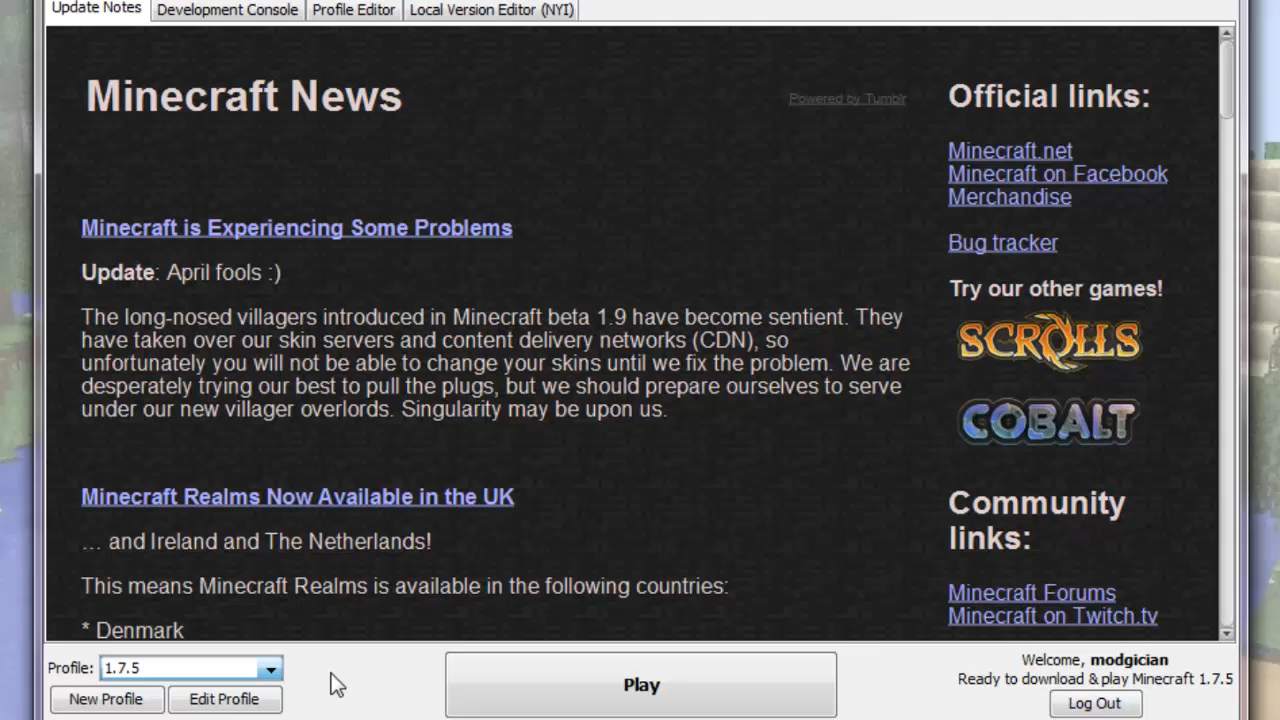 Update Notes
Development Console
Profile Editor
Local Version Editor (NYI)
Minecraft News
Powered by Tumblr
Minecraft is Experiencing Some Problems
Update: April fools :)
The long-nosed villagers introduced in Minecraft beta 1.9 have become sentient. They
have taken over our skin servers and content delivery networks (CDN), so
unfortunately you will not be able to change your skins until we fix the problem. We are
desperately trying our best to pull the plugs, but we should prepare ourselves to serve
under our new villager overlords. Singularity may be upon us.
Minecraft Realms Now Available in the UK
... and Ireland and The Netherlands!
This means Minecraft Realms is available in the following countries:
* Denmark
Official links:
Minecraft.net
Minecraft on Facebook
Merchandise
Bug tracker
Try our other games!
SCROLLS
COBALT
Community
links:
Minecraft Forums
Minecraft on Twitch.tv
Profile: 1.7.5
New Profile
Edit Profile
Play
Welcome, modgician
Ready to download & play Minecraft 1.7.5
Log Out